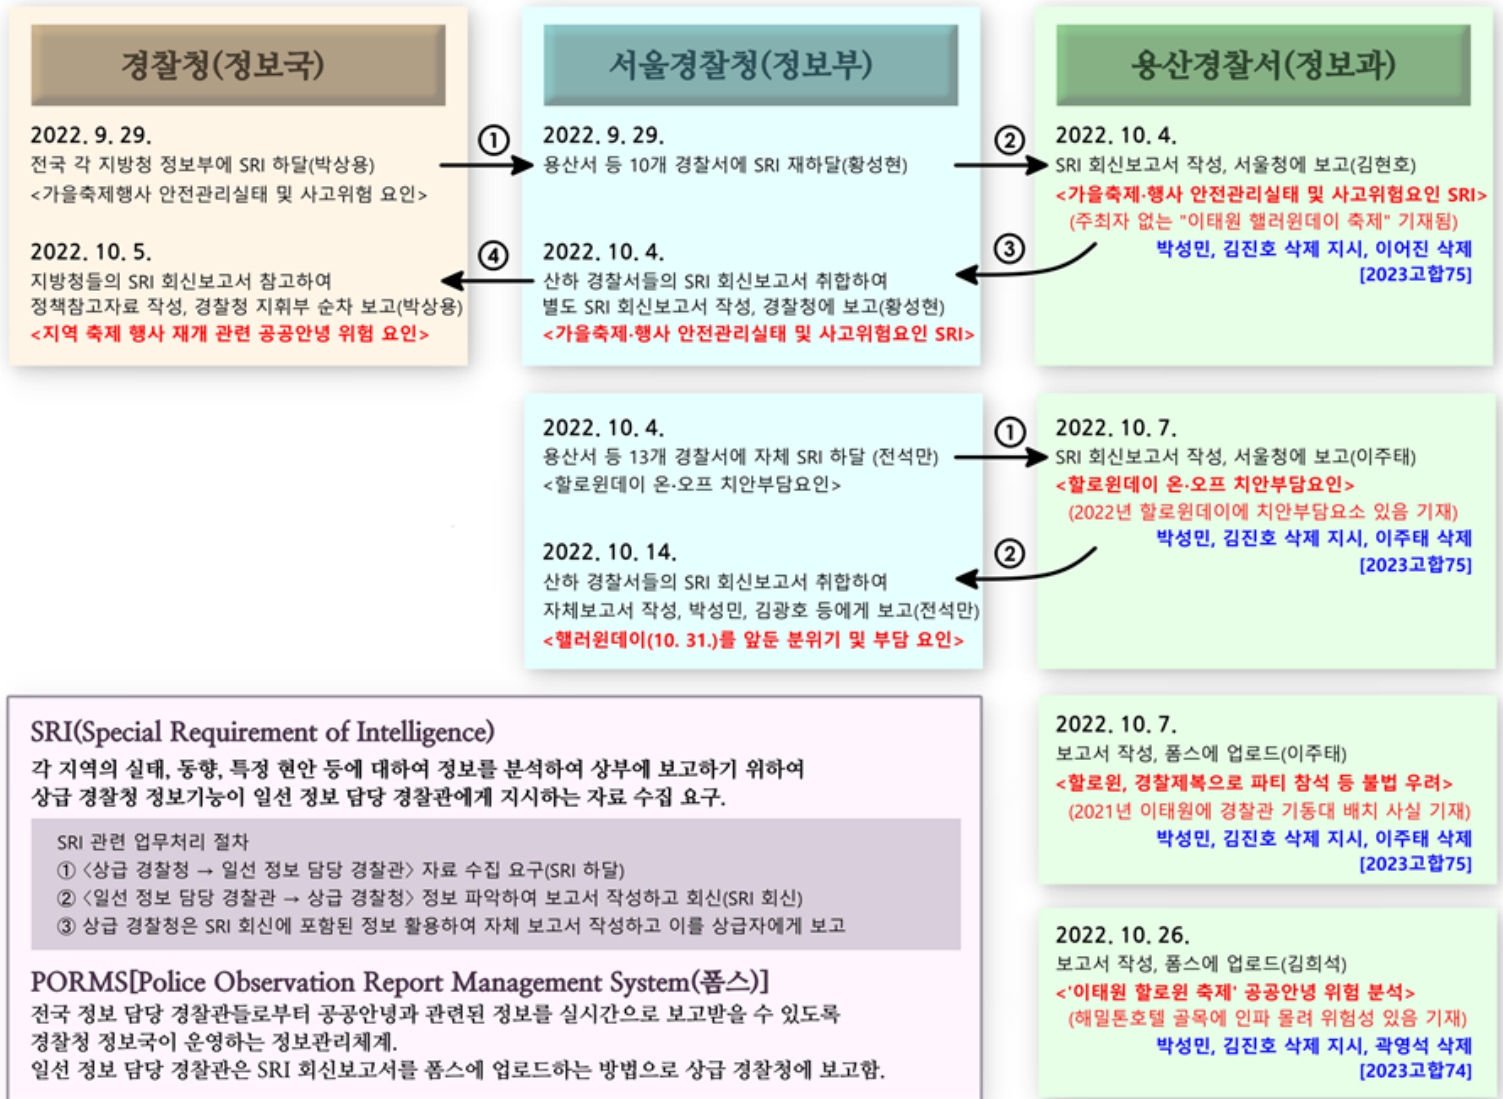 경찰청(정보국)
2022. 9. 29.
전국 각 지방청 정보부에 SRI 하달(박상용)
<가을축제행사 안전관리실태 및 사고위험 요인>
2022. 10. 5.
지방청들의 SRI 회신보고서 참고하여
정책참고자료 작성, 경찰청 지휘부 순차 보고(박상용)
<지역 축제 행사 재개 관련 공공안녕 위험 요인>
①
④
서울경찰청(정보부)
2022. 9. 29.
용산서 등 10개 경찰서에 SRI 재하달(황성현)
2022. 10. 4.
산하 경찰서들의 SRI 회신보고서 취합하여
별도 SRI 회신보고서 작성, 경찰청에 보고(황성현)
<가을축제·행사 안전관리실태 및 사고위험요인 SRI>
②
③
용산경찰서(정보과)
2022. 10. 4.
SRI 회신보고서 작성, 서울청에 보고(김현호)
<가을축제·행사 안전관리실태 및 사고위험요인 SRI>
(주최자 없는 "이태원 핼러윈데이 축제" 기재됨)
박성민, 김진호 삭제 지시, 이어진 삭제
[2023고합75]
2022. 10. 4.
용산서 등 13개 경찰서에 자체 SRI 하달 (전석만)
<할로윈데이 온·오프 치안부담요인>
2022. 10. 14.
산하 경찰서들의 SRI 회신보고서 취합하여
자체보고서 작성, 박성민, 김광호 등에게 보고(전석만)
<핼러윈데이(10. 31.)를 앞둔 분위기 및 부담 요인>
①
②
2022. 10. 7.
SRI 회신보고서 작성, 서울청에 보고(이주태)
<할로윈데이 온·오프 치안부담요인>
(2022년 할로윈데이에 치안부담요소 있음 기재)
박성민, 김진호 삭제 지시, 이주태 삭제
[2023고합75]
2022. 10. 7.
보고서 작성, 폼스에 업로드(이주태)
<할로윈, 경찰제복으로 파티 참석 등 불법 우려>
(2021년 이태원에 경찰관 기동대 배치 사실 기재)
박성민, 김진호 삭제 지시, 이주태 삭제
[2023고합75]
2022. 10. 26.
보고서 작성, 폼스에 업로드(김희석)
<'이태원 할로윈 축제' 공공안녕 위험 분석>
(해밀톤호텔 골목에 인파 몰려 위험성 있음 기재)
박성민, 김진호 삭제 지시, 곽영석 삭제
[2023고합74]
SRI(Special Requirement of Intelligence)
각 지역의 실태, 동향, 특정 현안 등에 대하여 정보를 분석하여 상부에 보고하기 위하여
상급 경찰청 정보기능이 일선 정보 담당 경찰관에게 지시하는 자료 수집 요구.
SRI 관련 업무처리 절차
① 〈상급 경찰청 → 일선 정보 담당 경찰관〉 자료 수집 요구(SRI 하달)
② 〈일선 정보 담당 경찰관 → 상급 경찰청〉 정보 파악하여 보고서 작성하고 회신(SRI 회신)
③ 상급 경찰청은 SRI 회신에 포함된 정보 활용하여 자체 보고서 작성하고 이를 상급자에게 보고
PORMS[Police Observation Report Management System(폼스)]
전국 정보 담당 경찰관들로부터 공공안녕과 관련된 정보를 실시간으로 보고받을 수 있도록
경찰청 정보국이 운영하는 정보관리체계.
일선 정보 담당 경찰관은 SRI 회신보고서를 폼스에 업로드하는 방법으로 상급 경찰청에 보고함.